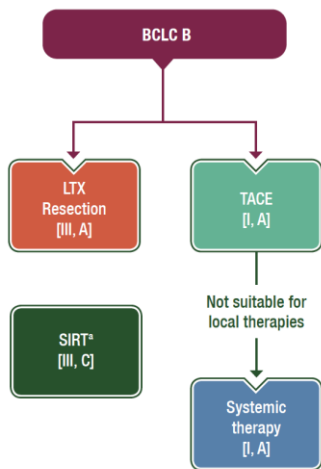 BCLC B
LTX
Resection
[III, A]
TACE
[I, A]
Not suitable for
local therapies
SIRTª
[III, C]
Systemic
therapy
[I, A]